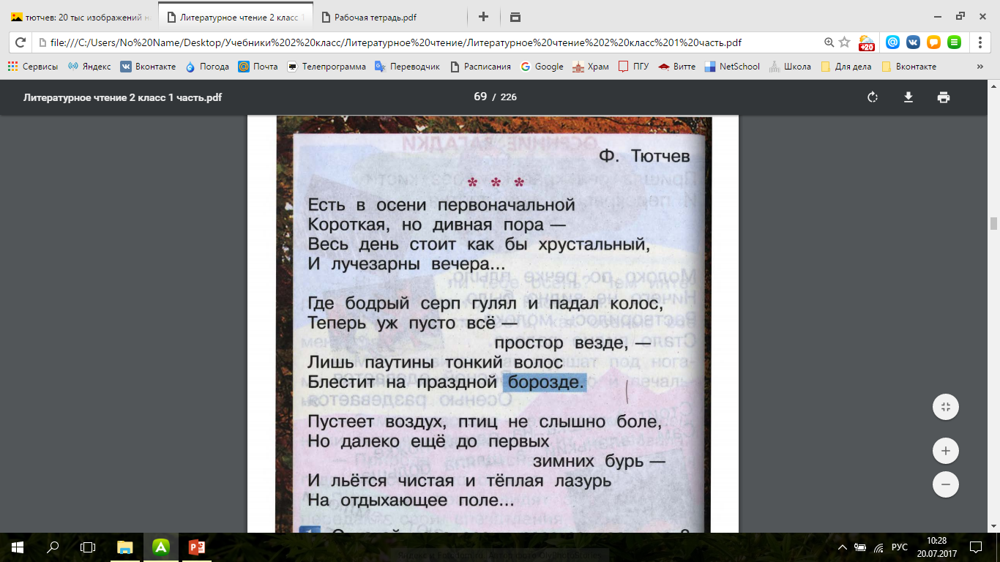 тютчев: 20 тыс изображений н
Литературное чтение 2 класс 1
Рабочая тетрадь.pdf
file:///C:/Users/No%20Name/Desktop/Учебники%202%20класс/Литературное%20чтение/Литературное%20чтение%202%20класс%201%20часть.pdf
+20
Сервисы Яндекс Вконтакте Погода Почта Телепрограмма Переводчик Расписания Google Храм ПГУ Витте NetSchool Школа Для дела Вконтакте »
Литературное чтение 2 класс 1 часть.pdf 69 / 226
Ф. Тютчев
* * *
Есть в осени первоначальной
Короткая, но дивная пора —
Весь день стоит как бы хрустальный,
И лучезарны вечера...
Где бодрый серп гулял и падал колос,
Теперь уж пусто всё —
простор везде, —
Лишь паутины тонкий волос
Блестит на праздной борозде.
Пустеет воздух, птиц не слышно боле,
Но далеко ещё до первых
зимних бурь —
И льётся чистая и тёплая лазурь
На отдыхающее поле...
РУС
10:28
20.07.2017